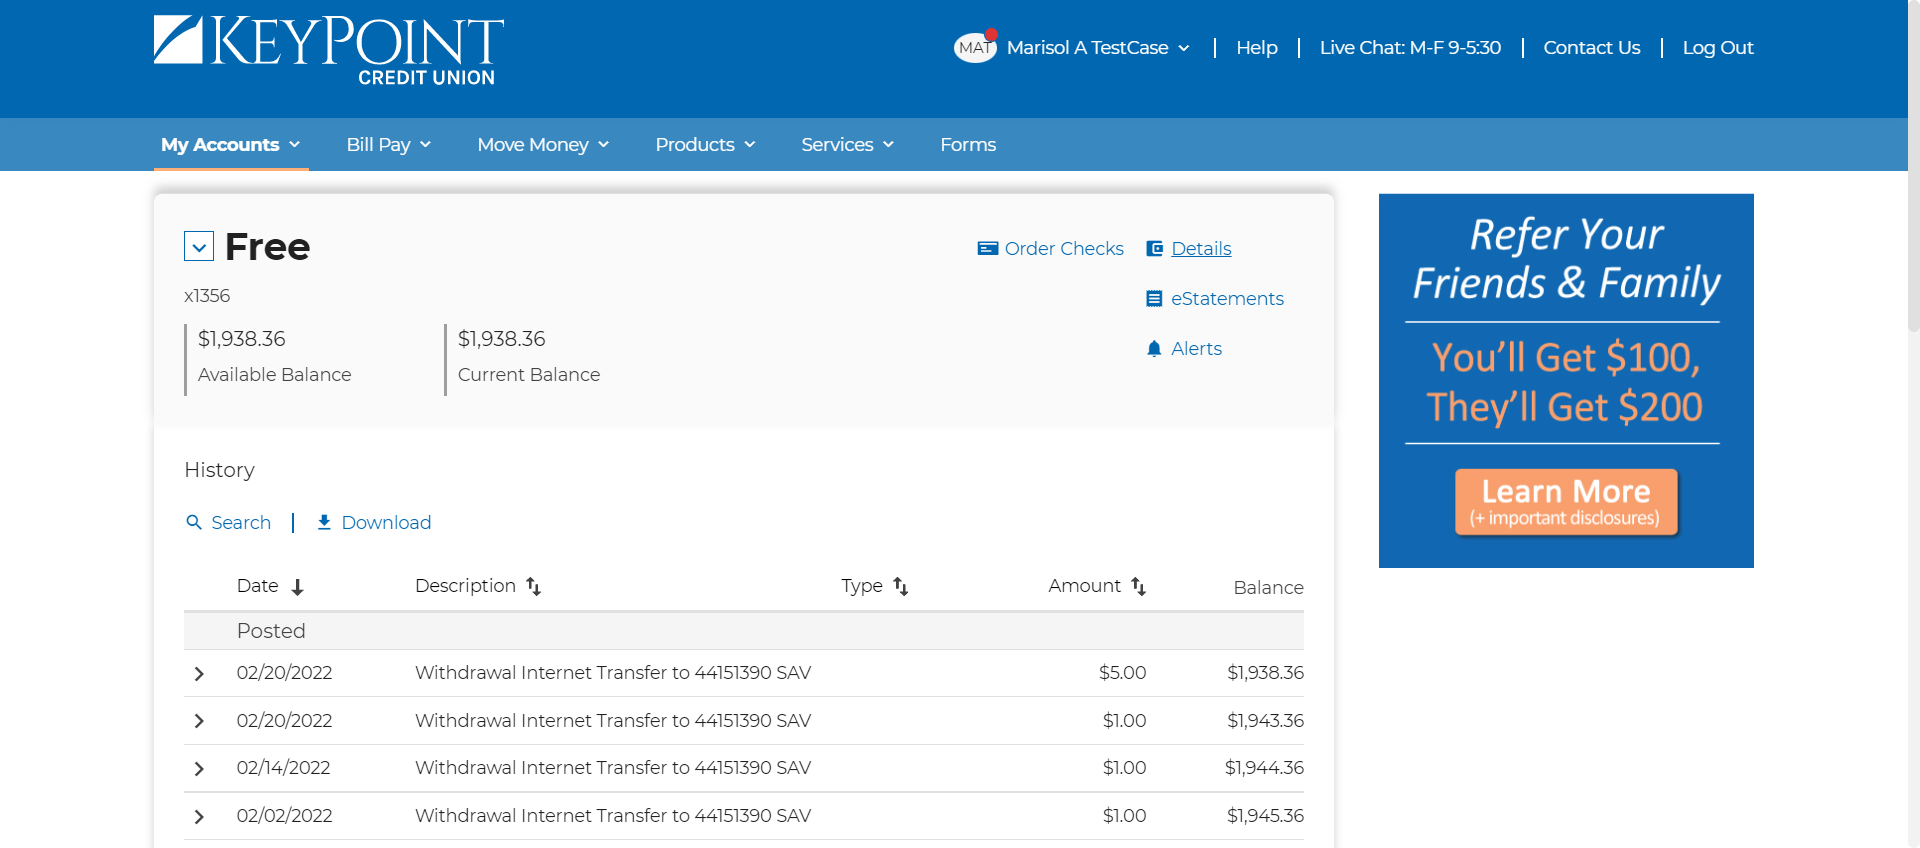 KEYPOINT
CREDIT UNION
MAT Marisol A TestCase | Help | Live Chat: M-F 9-5:30 | Contact Us | Log Out
My Accounts Bill Pay Move Money Products Services Forms
Free
Order Checks Details
x1356
eStatements
$1,938.36 $1,938.36
Alerts
Available Balance Current Balance
Refer Your
Friends & Family
You'll Get $100,
They'll Get $200
Learn More
(+ important disclosures)
History
Search | Download
Date Description Type Amount Balance
Posted
02/20/2022 Withdrawal Internet Transfer to 44151390 SAV $5.00 $1,938.36
02/20/2022 Withdrawal Internet Transfer to 44151390 SAV $1.00 $1,943.36
02/14/2022 Withdrawal Internet Transfer to 44151390 SAV $1.00 $1,944.36
02/02/2022 Withdrawal Internet Transfer to 44151390 SAV $1.00 $1,945.36